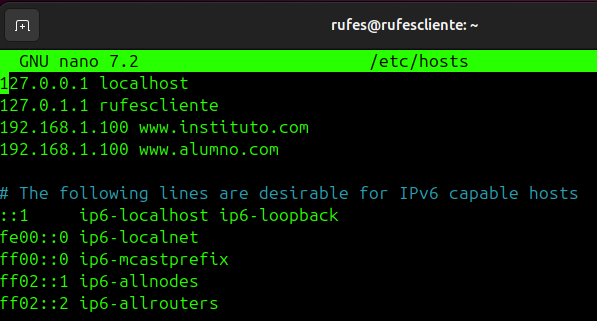 rufes@rufescliente: ~
GNU nano 7.2 /etc/hosts
127.0.0.1 localhost
127.0.1.1 rufescliente
192.168.1.100 www.instituto.com
192.168.1.100 www.alumno.com
# The following lines are desirable for IPv6 capable hosts
::1 ip6-localhost ip6-loopback
fe00::0 ip6-localnet
ff00::0 ip6-mcastprefix
ff02::1 ip6-allnodes
ff02::2 ip6-allrouters